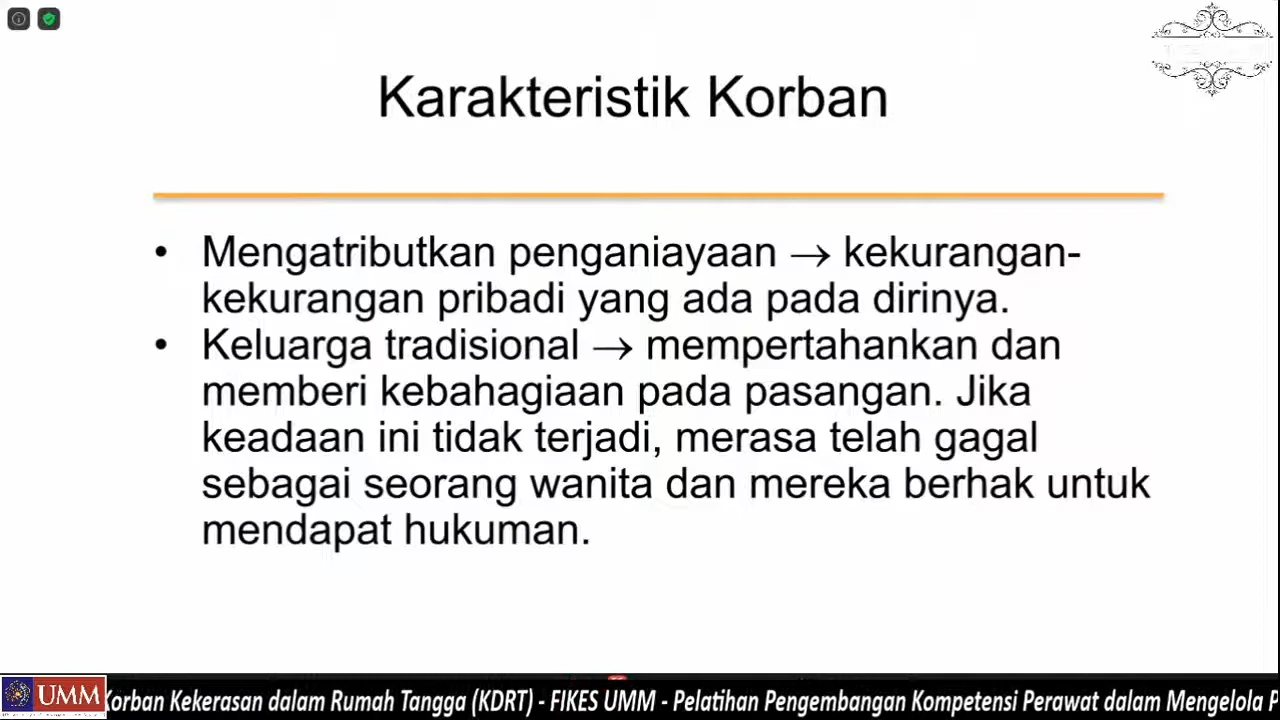 Karakteristik Korban
• Mengatributkan penganiayaan → kekurangan-
kekurangan pribadi yang ada pada dirinya.
• Keluarga tradisional → mempertahankan dan
memberi kebahagiaan pada pasangan. Jika
keadaan ini tidak terjadi, merasa telah gagal
sebagai seorang wanita dan mereka berhak untuk
mendapat hukuman.
UMM
Korban Kekerasan dalam Rumah Tangga (KDRT) - FIKES UMM - Pelatihan Pengembangan Kompetensi Perawat dalam Mengelola P